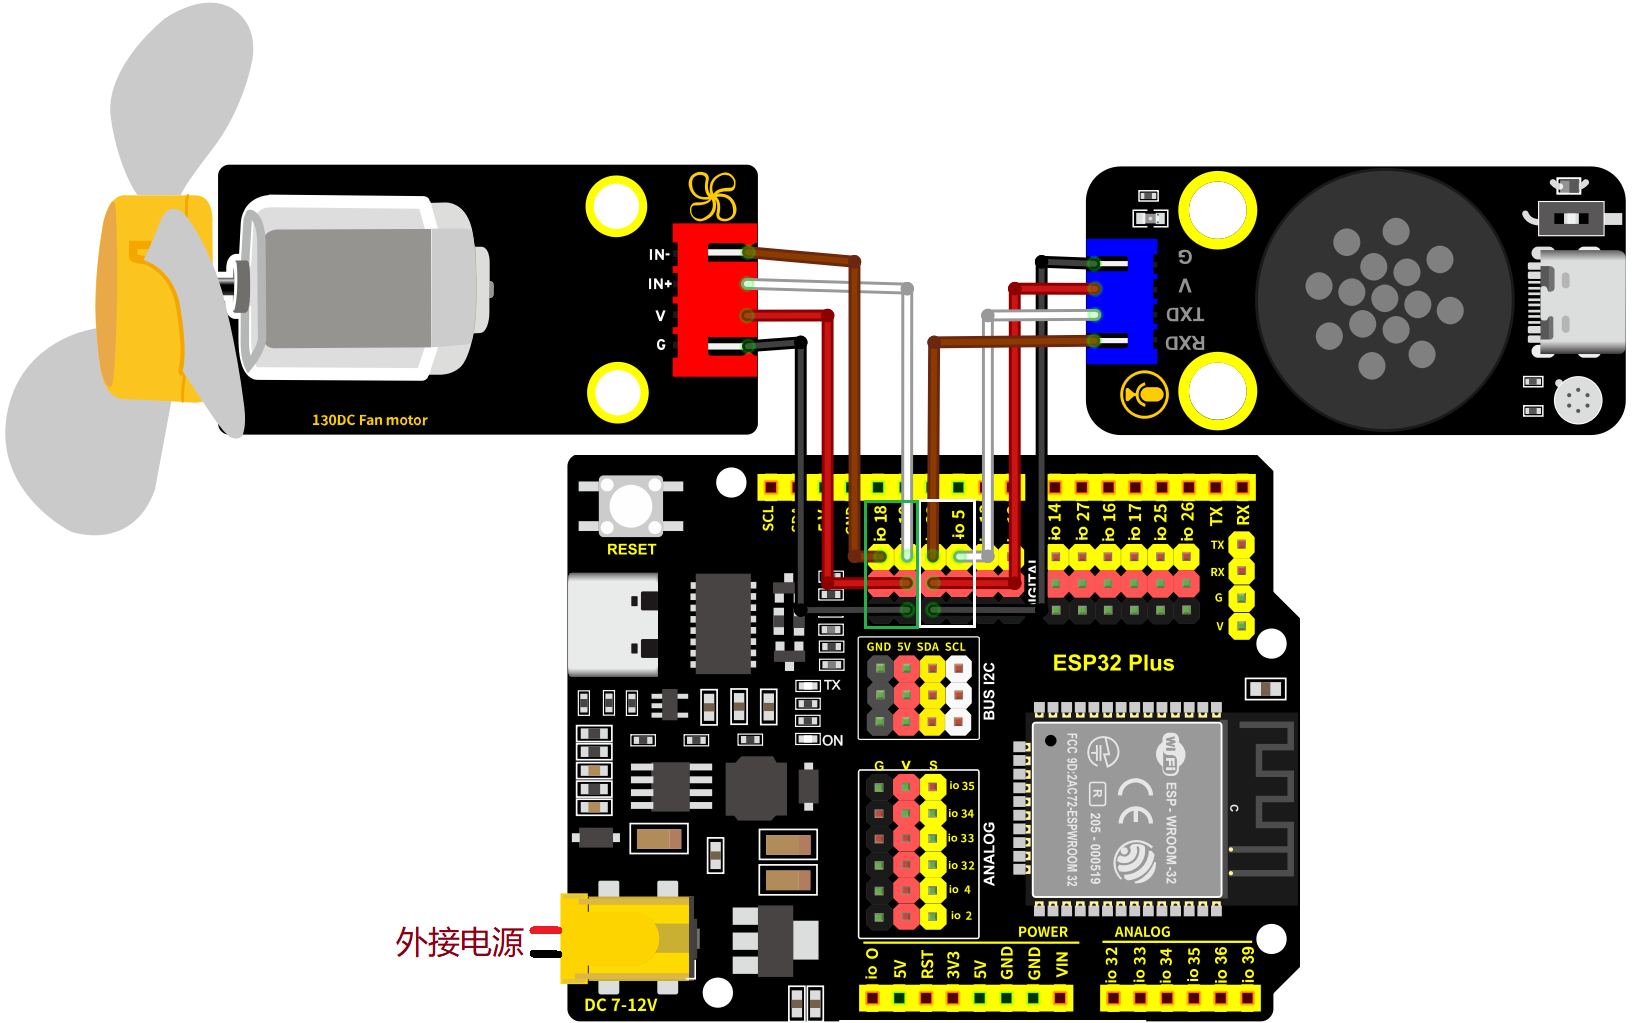 IN-
IN+
V
G
130DC Fan motor
G
V
TXD
RXD
RESET
SCL
io 18
io 5
io 14
io 27
io 16
io 17
io 25
io 26
TX
RX
TX
RX
G
V
ESP32 Plus
GND 5V SDA SCL
BUS I2C
TX
ON
G V S
io 35
io 34
io 33
io 32
io 4
io 2
ANALOG
WiFi
ESP - WROOM -32
CE
R
205 - 000519
FCC 9D:2AC72-ESPWROOM 32
C
外接电源
DC 7-12V
POWER
ANALOG
io O
5V
RST
3V3
5V
GND
GND
VIN
io 32
io 33
io 34
io 35
io 36
io 39